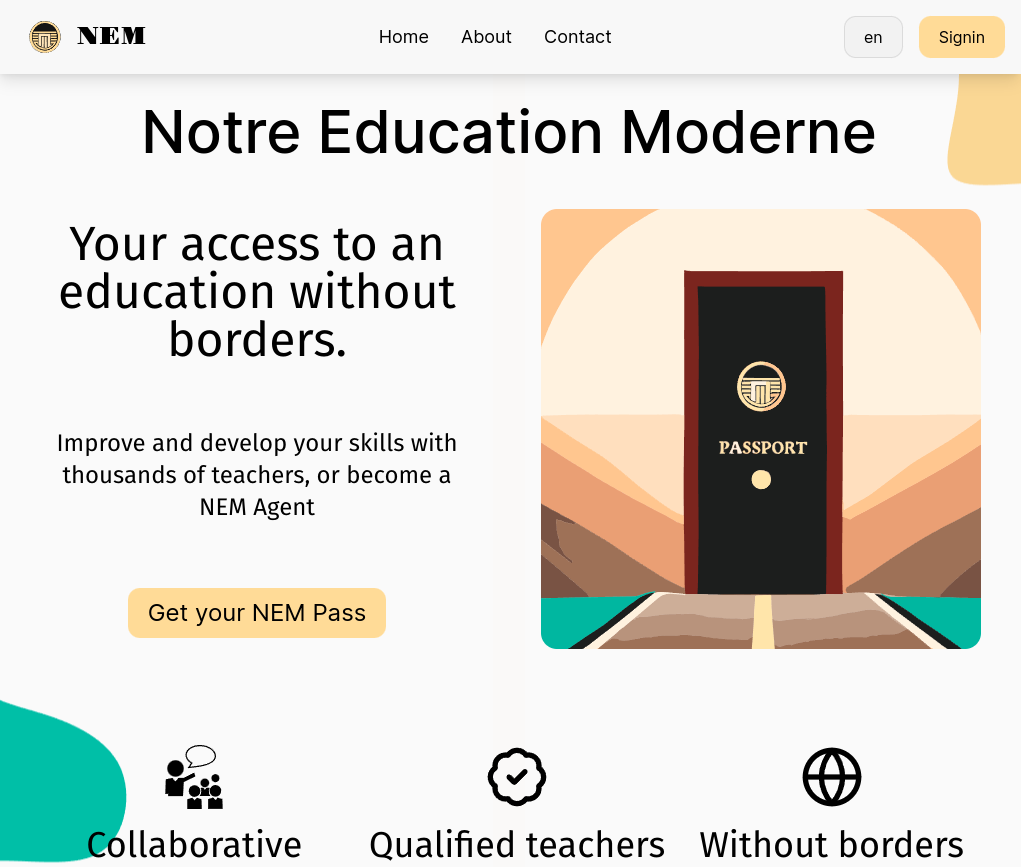 NEM
Home
About
Contact
en
Signin
Notre Education Moderne
Your access to an
education without
borders.
Improve and develop your skills with
thousands of teachers, or become a
NEM Agent
Get your NEM Pass
PASSPORT
Collaborative
Qualified teachers
Without borders